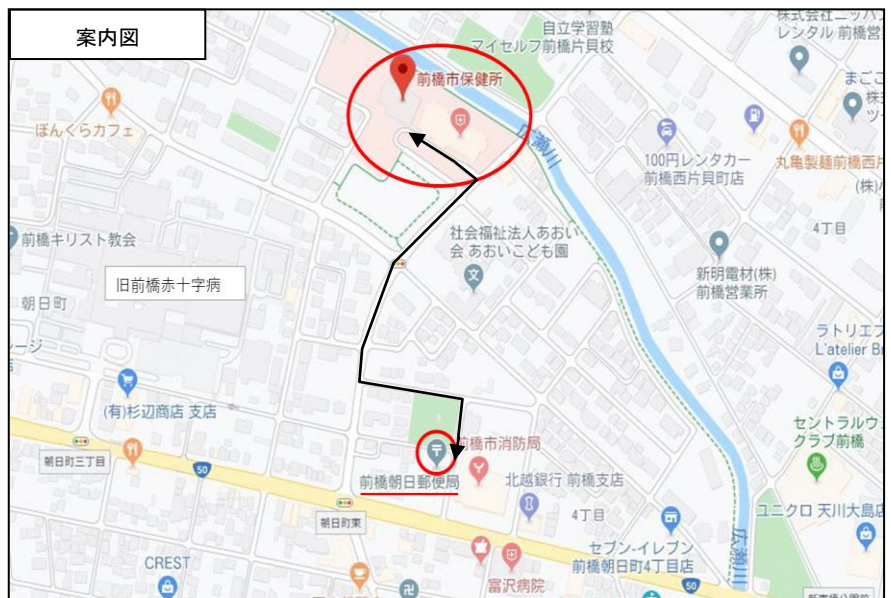 案内図
自立学習塾
マイセルフ前橋片貝校
レンタル 前橋営
前橋市保健所
まごこ
ぼんくらカフェ
広瀬川
100円レンタカー
前橋西片貝町店
丸亀製麺前橋西片
(株)
4丁目
社会福祉法人あおい
会 あおいこども園
前橋キリスト教会
旧前橋赤十字病
新明電材(株)
前橋営業所
朝日町
ラトリエブ
L'atelier B
(有)杉辺商店 支店
セントラルウ
クラブ前橋
前橋市消防局
朝日町三丁目
50
前橋朝日郵便局
北越銀行 前橋支店
4丁目
ユニクロ 天川大島店
朝日町東
セブン-イレブン
前橋朝日町4丁目店
広瀬川
CREST
富沢病院
50